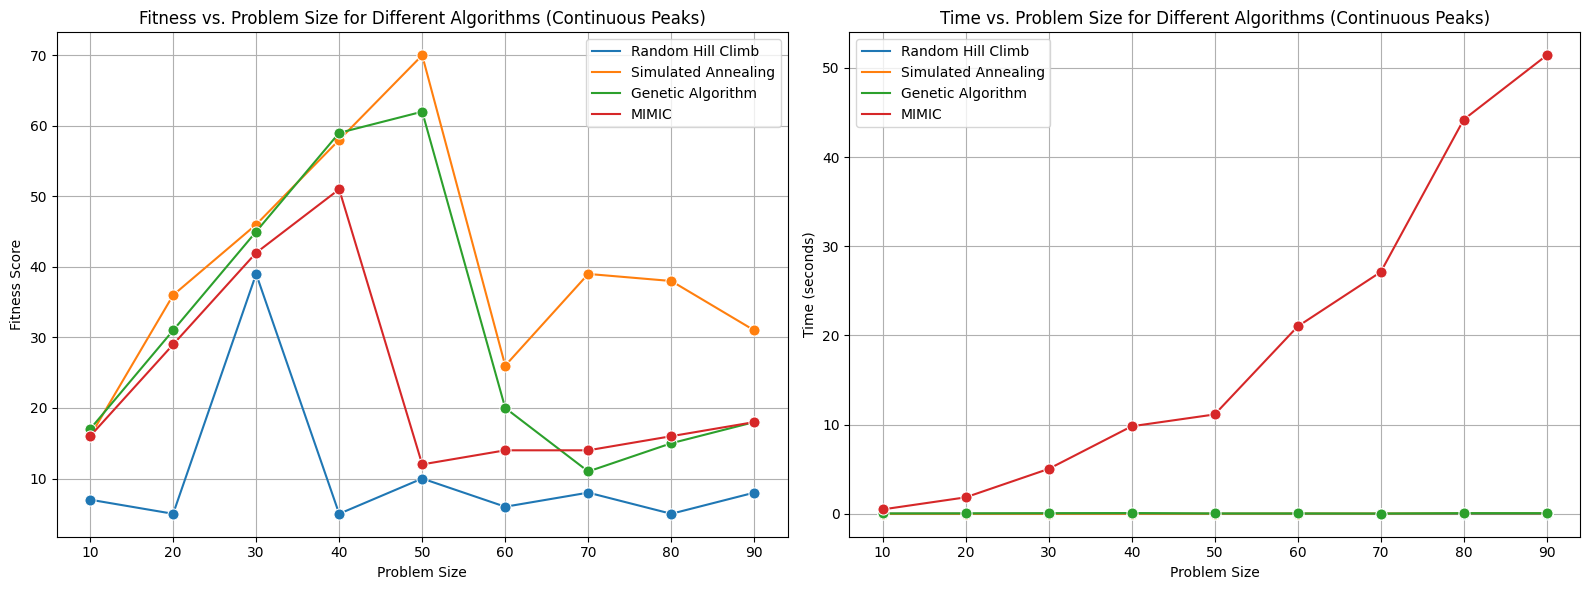 Fitness vs. Problem Size for Different Algorithms (Continuous Peaks)
Fitness Score
70
60
50
40
30
20
10
Random Hill Climb
Simulated Annealing
Genetic Algorithm
MIMIC
10 20 30 40 50 60 70 80 90
Problem Size
Time vs. Problem Size for Different Algorithms (Continuous Peaks)
Time (seconds)
50
40
30
20
10
0
Random Hill Climb
Simulated Annealing
Genetic Algorithm
MIMIC
10 20 30 40 50 60 70 80 90
Problem Size